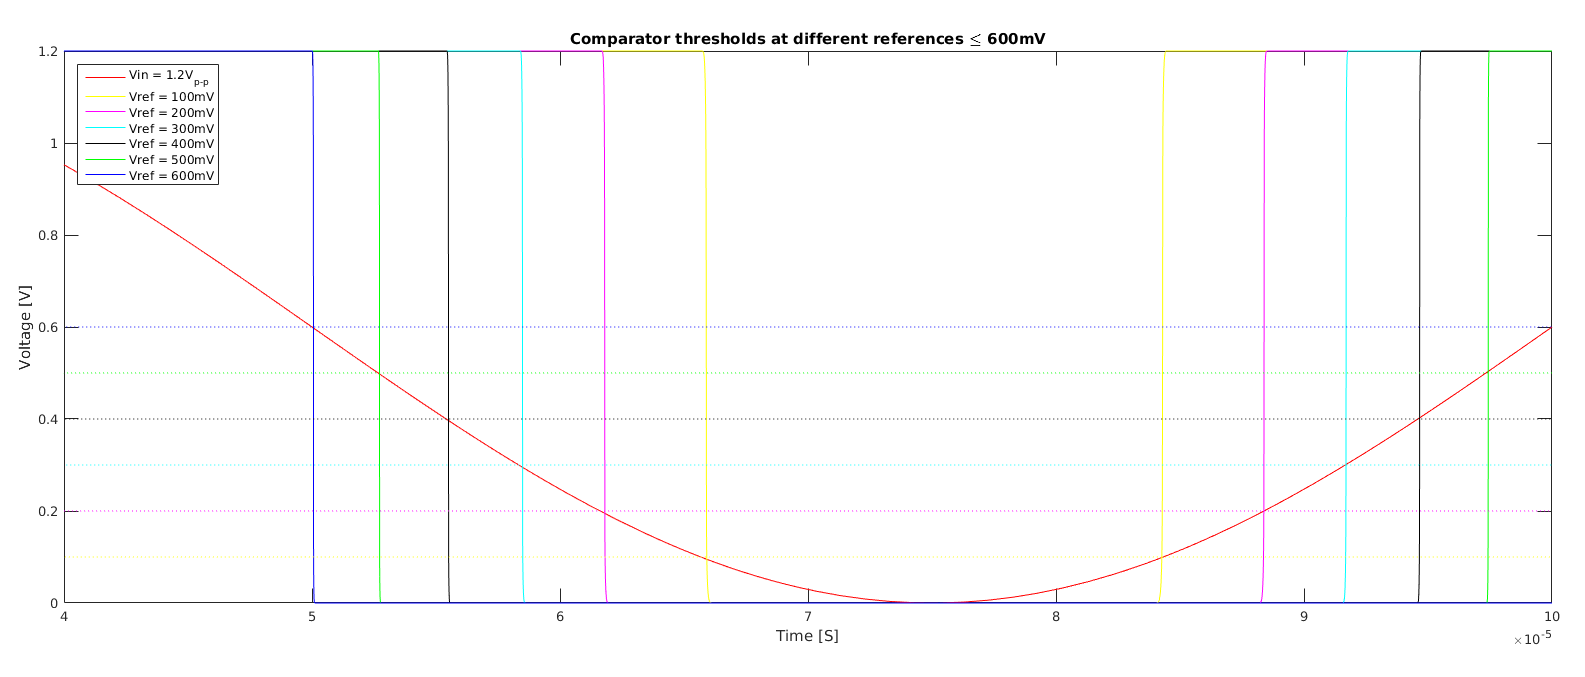 Comparator thresholds at different references ≤ 600mV
1.2
1
0.8
0.6
0.4
0.2
0
Voltage [V]
Vin = 1.2Vp-p
Vref = 100mV
Vref = 200mV
Vref = 300mV
Vref = 400mV
Vref = 500mV
Vref = 600mV
4 5 6 7 8 9 10
×10-5
Time [S]